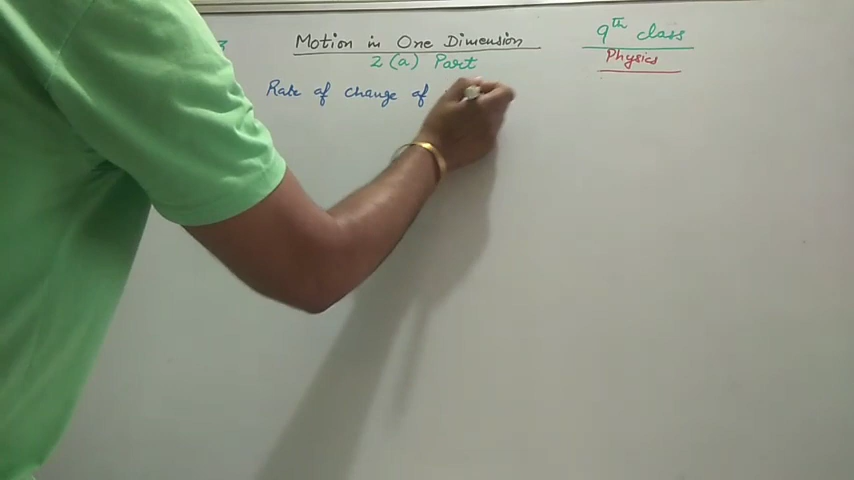 Motion in One Dimension
2 (a) Part
9th class
Physics
Rate of change of